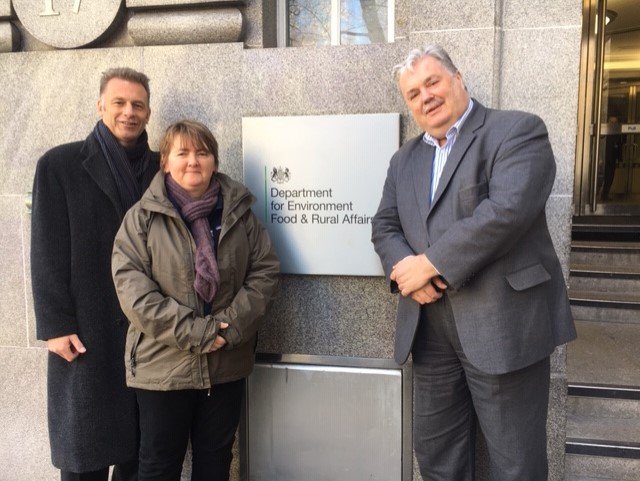 17
Department
for Environment
Food & Rural Affairs